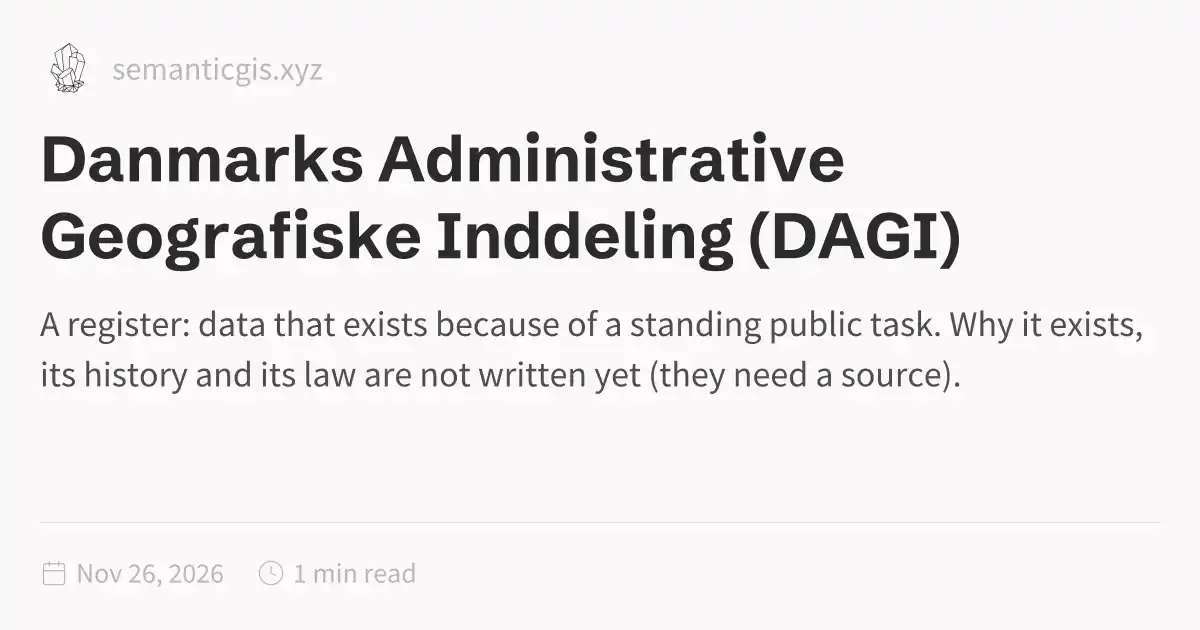 semanticgis.xyz
Danmarks Administrative
Geografiske Inddeling (DAGI)
A register: data that exists because of a standing public task. Why it exists,
its history and its law are not written yet (they need a source).
Nov 26, 2026 1 min read